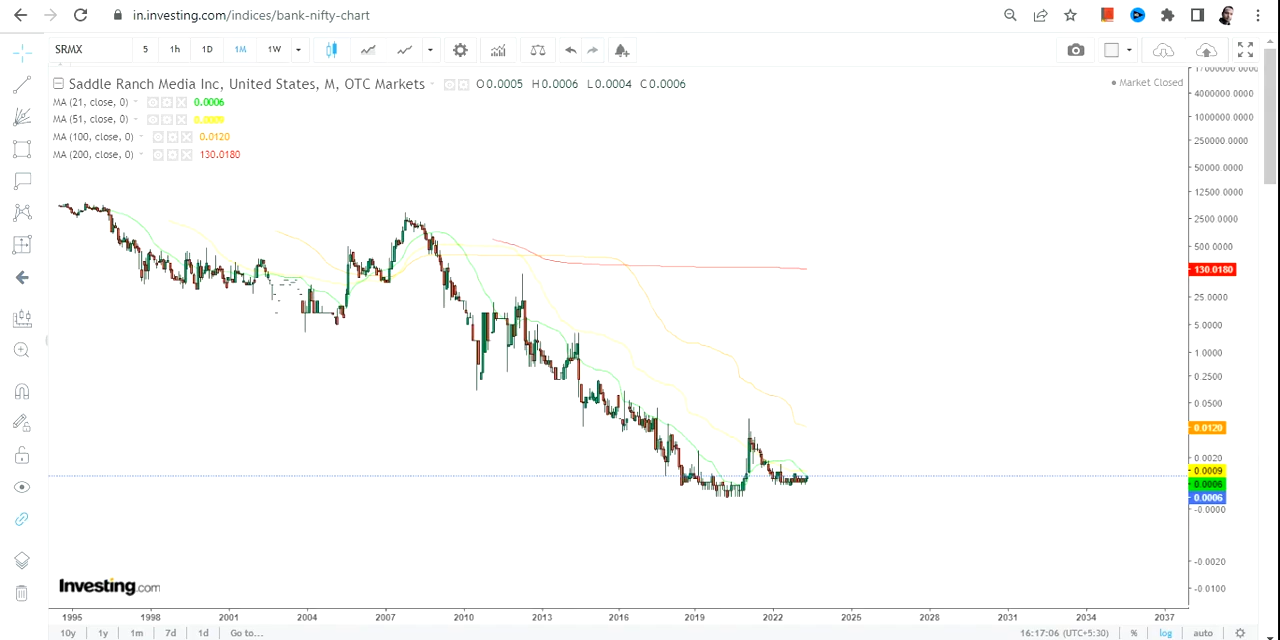 in.investing.com/indices/bank-nifty-chart
SRMX 5 1h 1D 1M 1W
Saddle Ranch Media Inc, United States, M, OTC Markets O0.0005 H0.0006 L0.0004 C0.0006
Market Closed
MA (21, close, 0) 0.0006
MA (51, close, 0) 0.0009
MA (100, close, 0) 0.0120
MA (200, close, 0) 130.0180
4000000.0000
1000000.0000
250000.0000
50000.0000
12500.0000
2500.0000
500.0000
130.0180
25.0000
5.0000
1.0000
0.2500
0.0500
0.0120
0.0020
0.0009
0.0006
0.0006
-0.0000
-0.0020
-0.0100
Investing.com
1995 1998 2001 2004 2007 2010 2013 2016 2019 2022 2025 2028 2031 2034 2037
10y 1y 1m 7d 1d Go to... 16:17:06 (UTC+5:30) % log auto